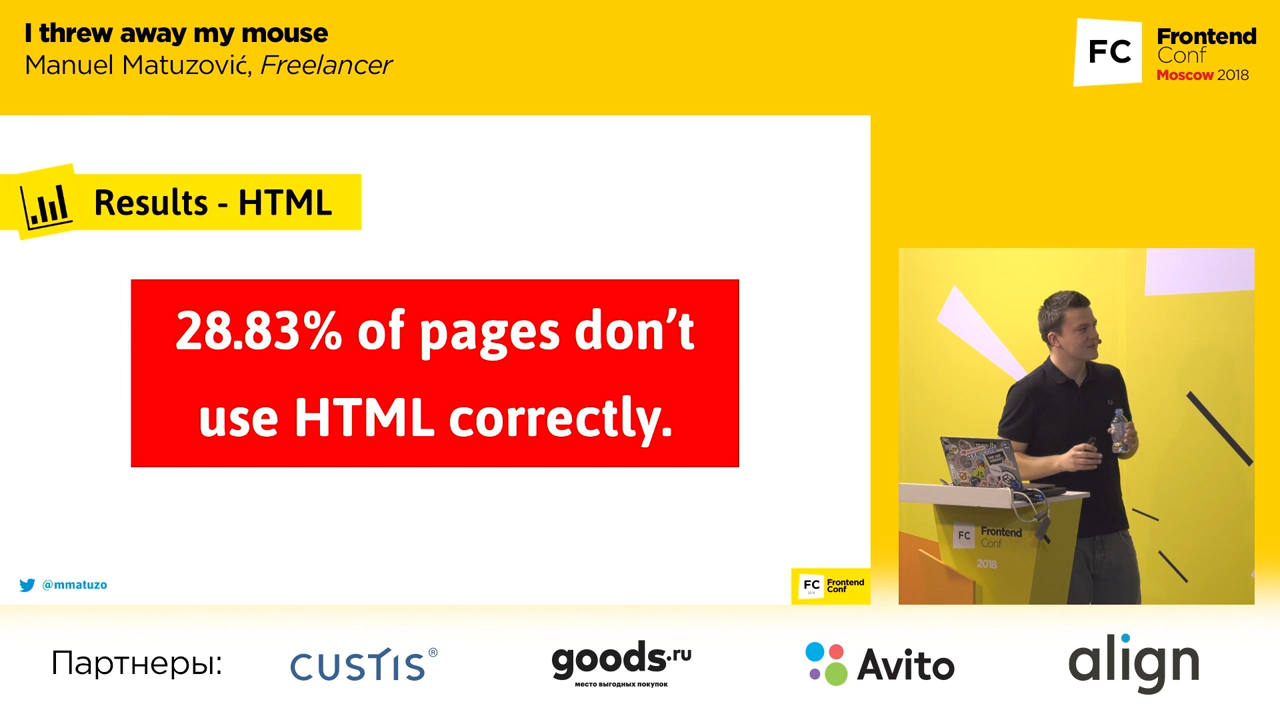 I threw away my mouse
Manuel Matuzović, Freelancer
FC
Frontend
Conf
Moscow 2018
Results - HTML
28.83% of pages don’t
use HTML correctly.
@mmatuzo
FC
Frontend
Conf
FC
Frontend
Conf
2018
Партнеры:
CUSTIS®
goods.ru
место выгодных покупок
Avito
align